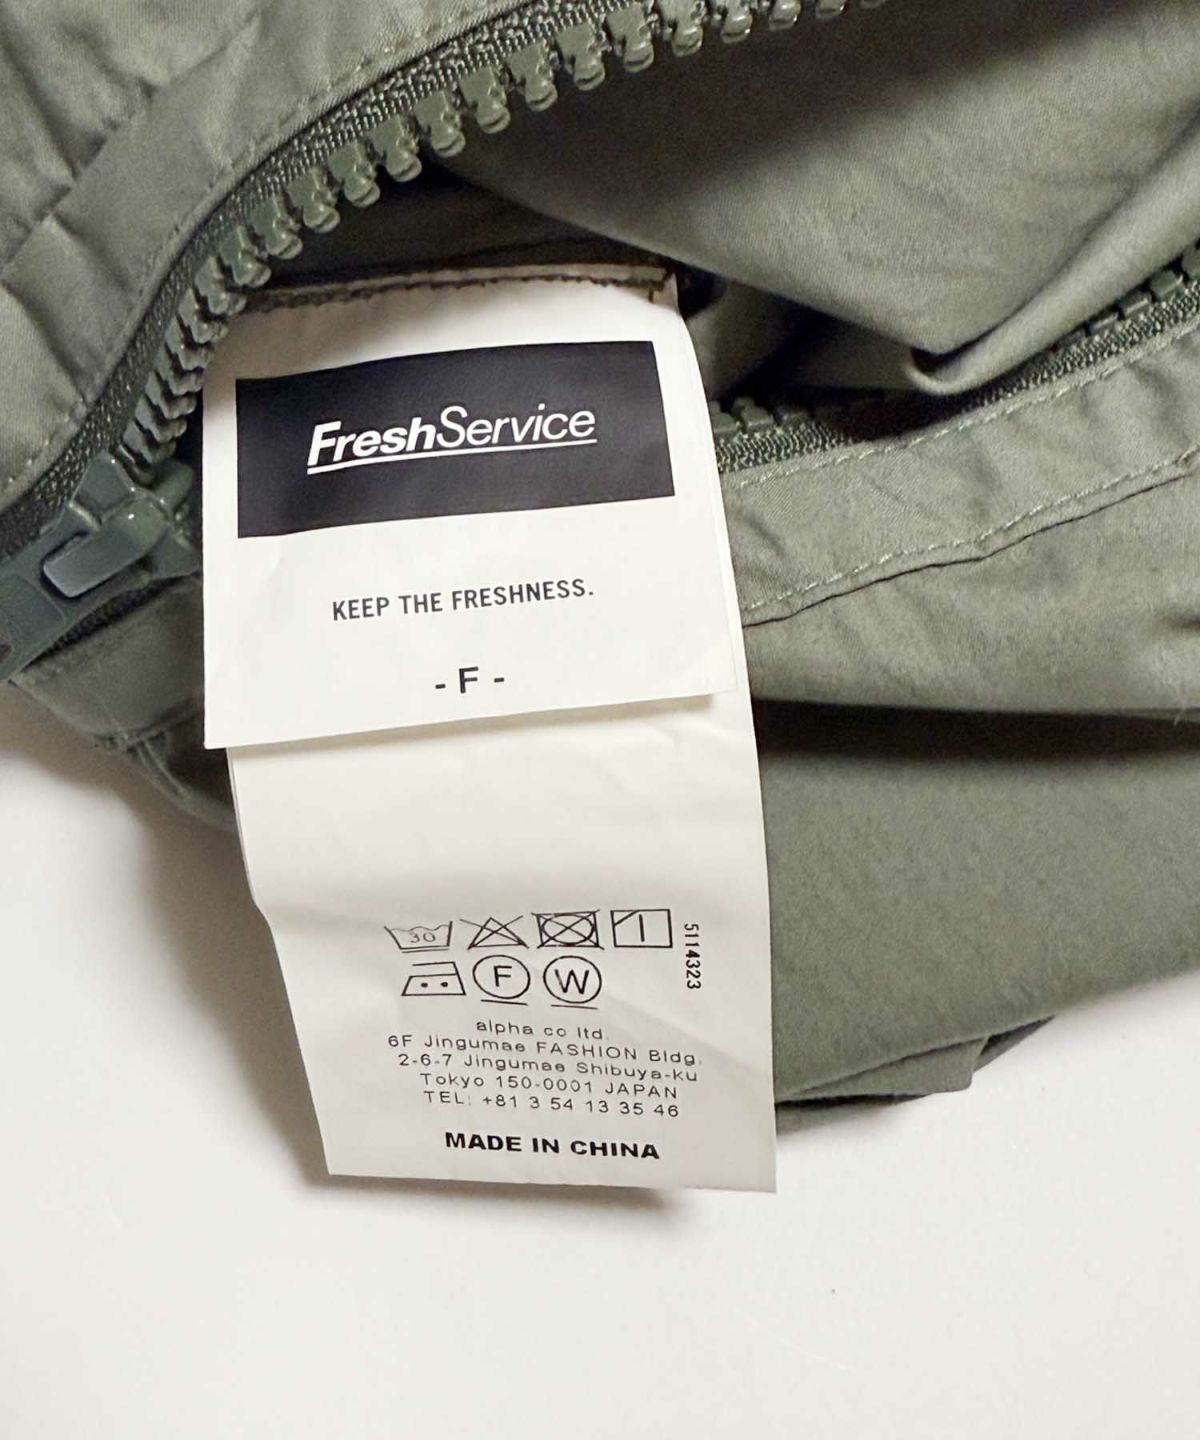 FreshService
KEEP THE FRESHNESS.
- F -
30
5114323
F W
alpha co ltd.
6F Jingumae FASHION Bldg.
2-6-7 Jingumae Shibuya-ku
Tokyo 150-0001 JAPAN
TEL: +81 3 54 13 35 46
MADE IN CHINA